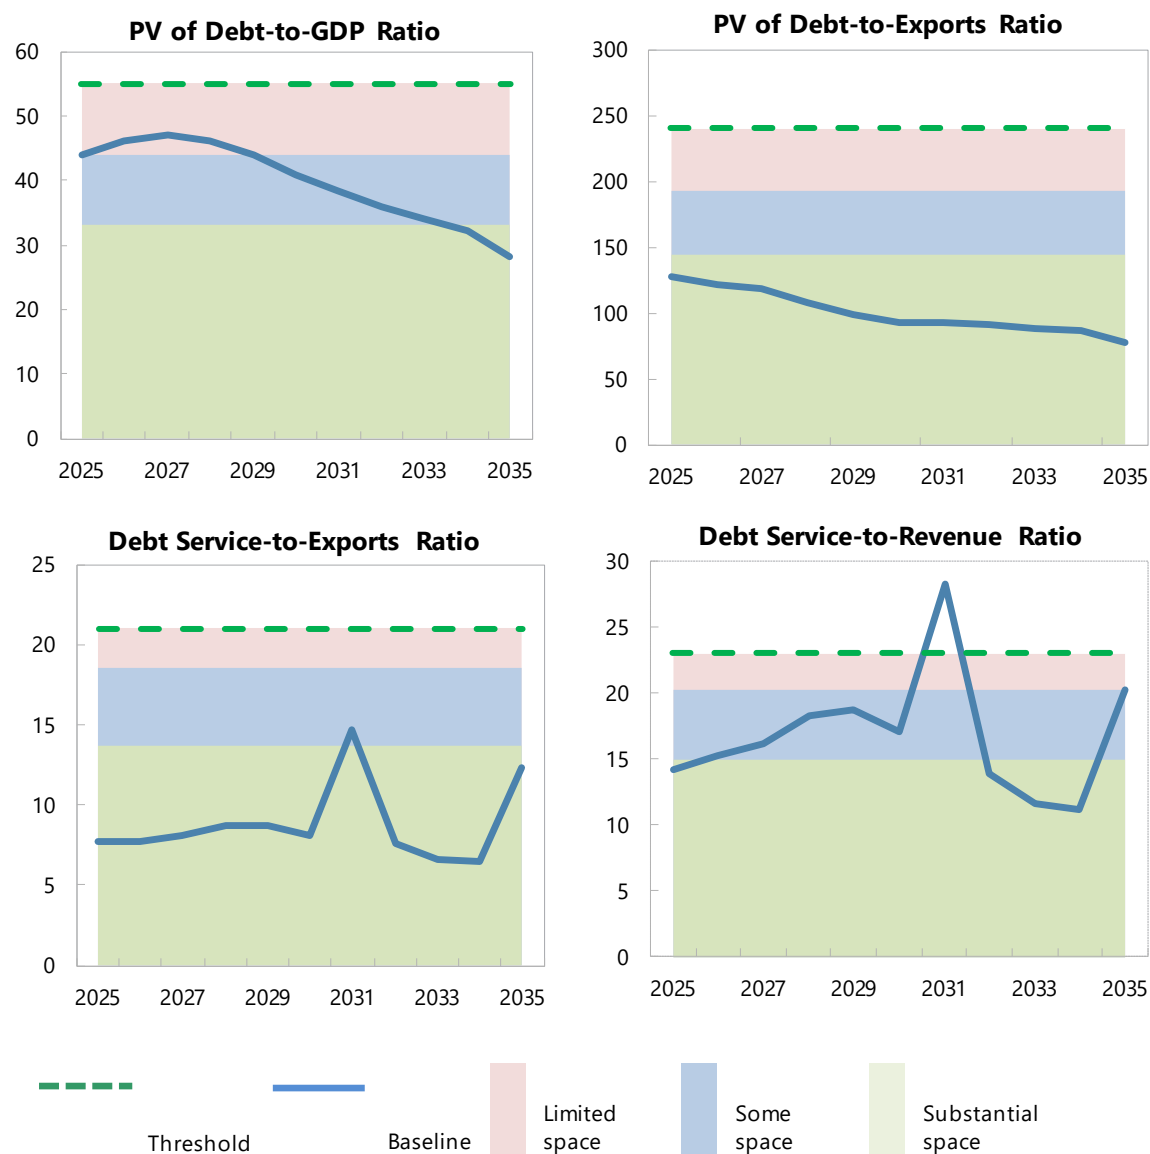 PV of Debt-to-GDP Ratio
60
50
40
30
20
10
0
2025 2027 2029 2031 2033 2035
PV of Debt-to-Exports Ratio
300
250
200
150
100
50
0
2025 2027 2029 2031 2033 2035
Debt Service-to-Exports Ratio
25
20
15
10
5
0
2025 2027 2029 2031 2033 2035
Debt Service-to-Revenue Ratio
30
25
20
15
10
5
0
2025 2027 2029 2031 2033 2035
Threshold
Baseline
Limited
space
Some
space
Substantial
space